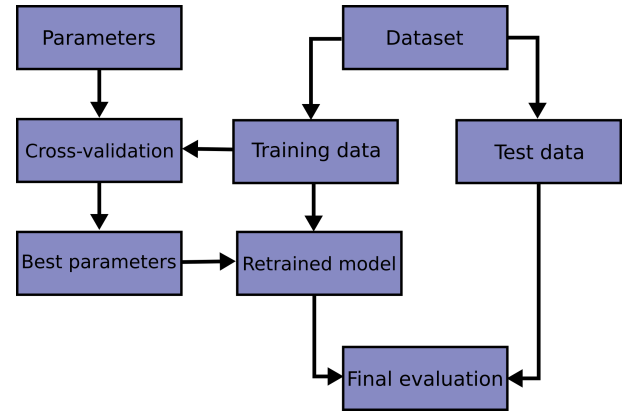 Parameters
Dataset
Cross-validation
Training data
Test data
Best parameters
Retrained model
Final evaluation